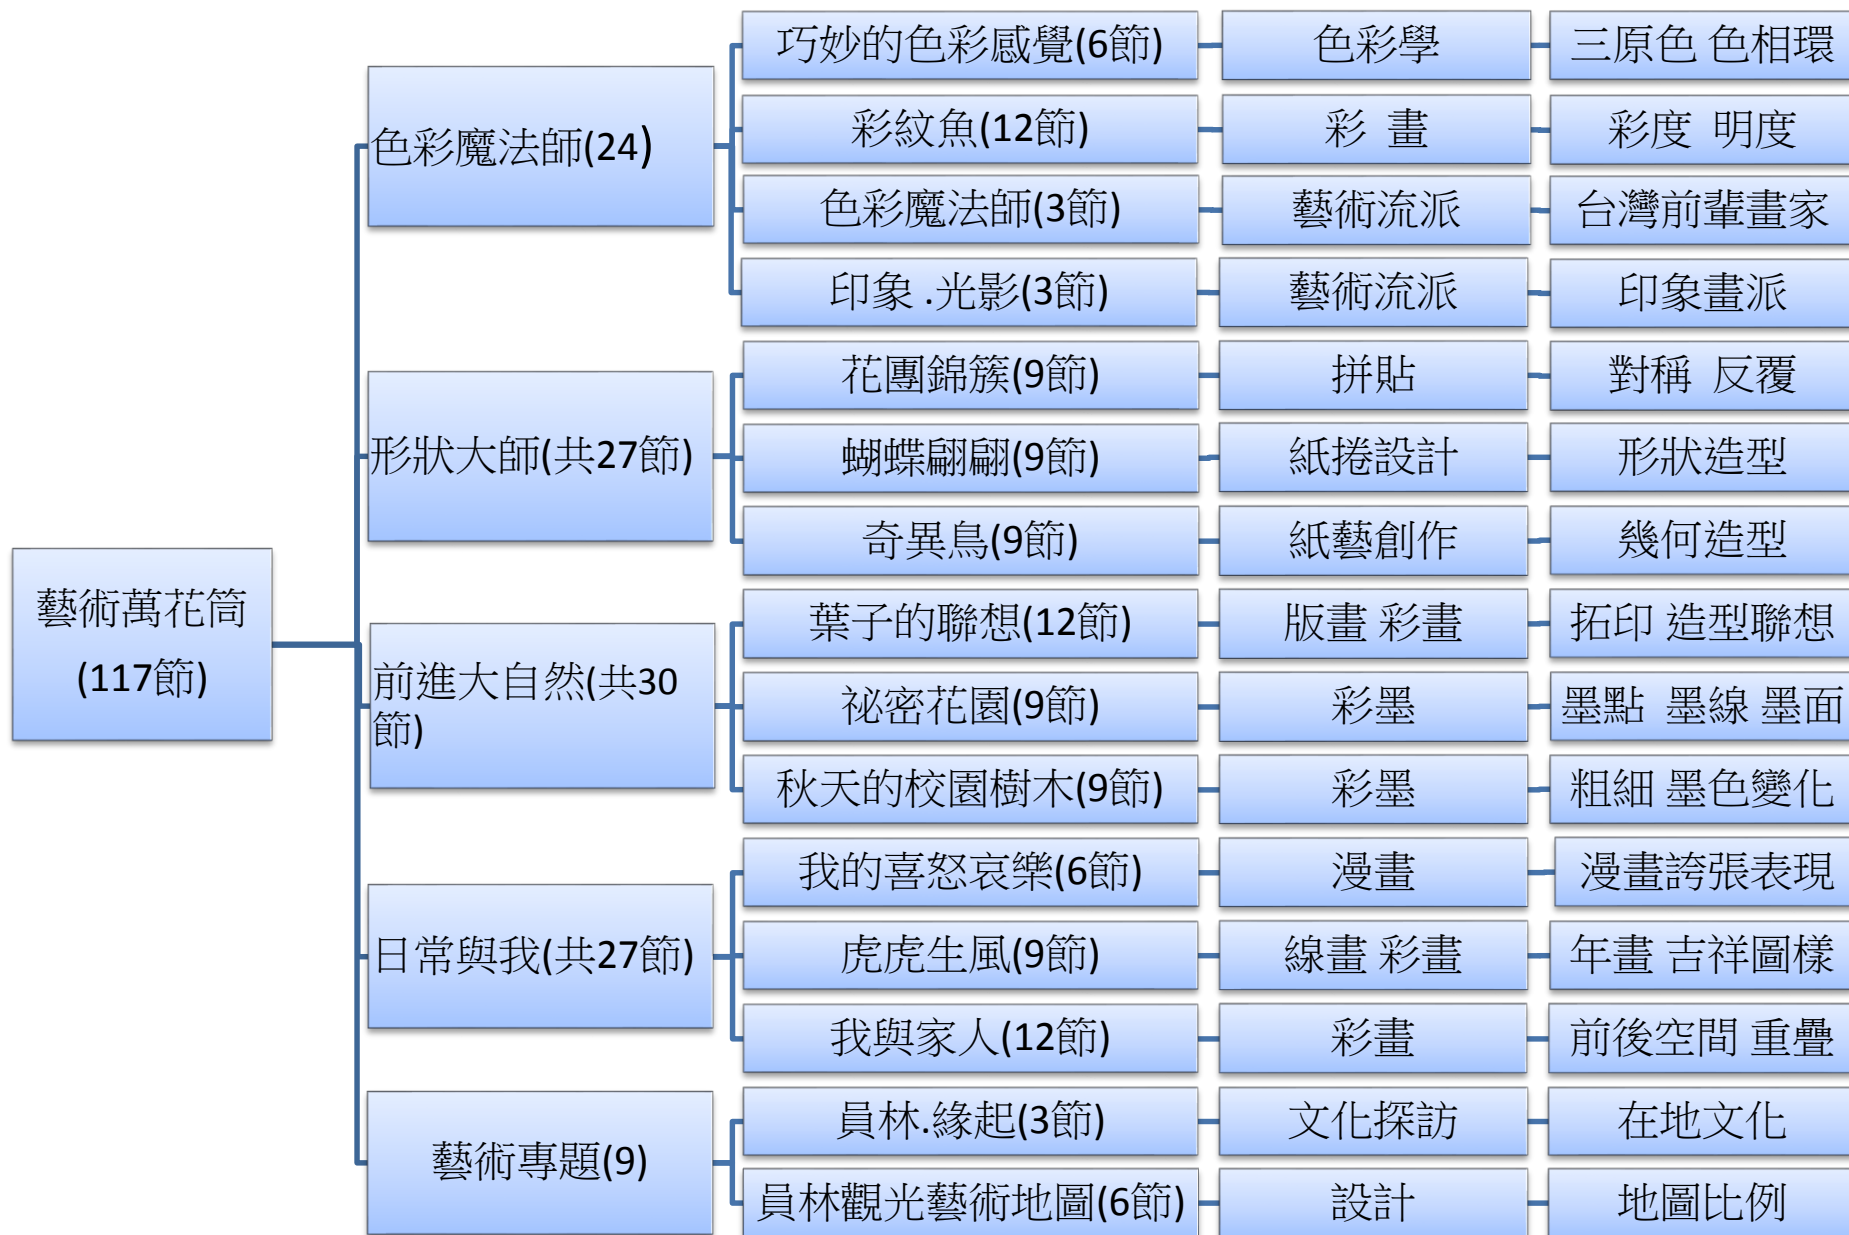 藝術萬花筒
(117節)
色彩魔法師(24)
巧妙的色彩感覺(6節)
色彩學
三原色 色相環
彩紋魚(12節)
彩 畫
彩度 明度
色彩魔法師(3節)
藝術流派
台灣前輩畫家
印象 .光影(3節)
藝術流派
印象畫派
形狀大師(共27節)
花團錦簇(9節)
拼貼
對稱 反覆
蝴蝶翩翩(9節)
紙捲設計
形狀造型
奇異鳥(9節)
紙藝創作
幾何造型
前進大自然(共30
節)
葉子的聯想(12節)
版畫 彩畫
拓印 造型聯想
祕密花園(9節)
彩墨
墨點 墨線 墨面
秋天的校園樹木(9節)
彩墨
粗細 墨色變化
日常與我(共27節)
我的喜怒哀樂(6節)
漫畫
漫畫誇張表現
虎虎生風(9節)
線畫 彩畫
年畫 吉祥圖樣
我與家人(12節)
彩畫
前後空間 重疊
藝術專題(9)
員林.緣起(3節)
文化探訪
在地文化
員林觀光藝術地圖(6節)
設計
地圖比例